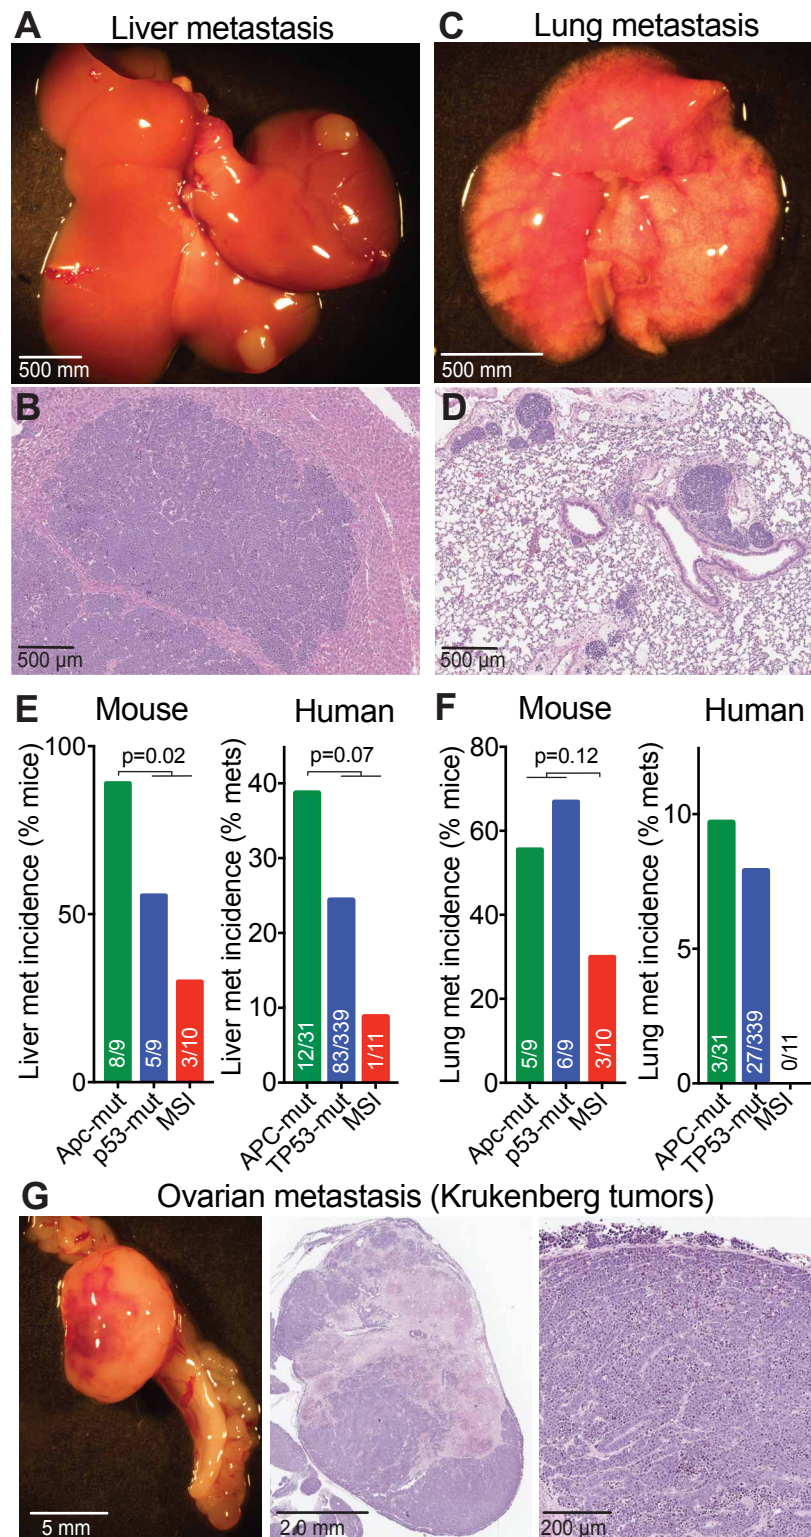 A Liver metastasis
C Lung metastasis
500 mm
500 mm
B
D
500 µm
500 µm
E Mouse Human
F Mouse Human
Liver met incidence (% mice)
100
50
0
p=0.02
8/9
5/9
3/10
Apc-mut
p53-mut
MSI
Liver met incidence (% mets)
40
30
20
10
0
p=0.07
12/31
83/339
1/11
APC-mut
TP53-mut
MSI
Lung met incidence (% mice)
80
60
40
20
0
p=0.12
5/9
6/9
3/10
Apc-mut
p53-mut
MSI
Lung met incidence (% mets)
10
5
0
3/31
27/339
0/11
APC-mut
TP53-mut
MSI
G Ovarian metastasis (Krukenberg tumors)
5 mm
2.0 mm
200 µm